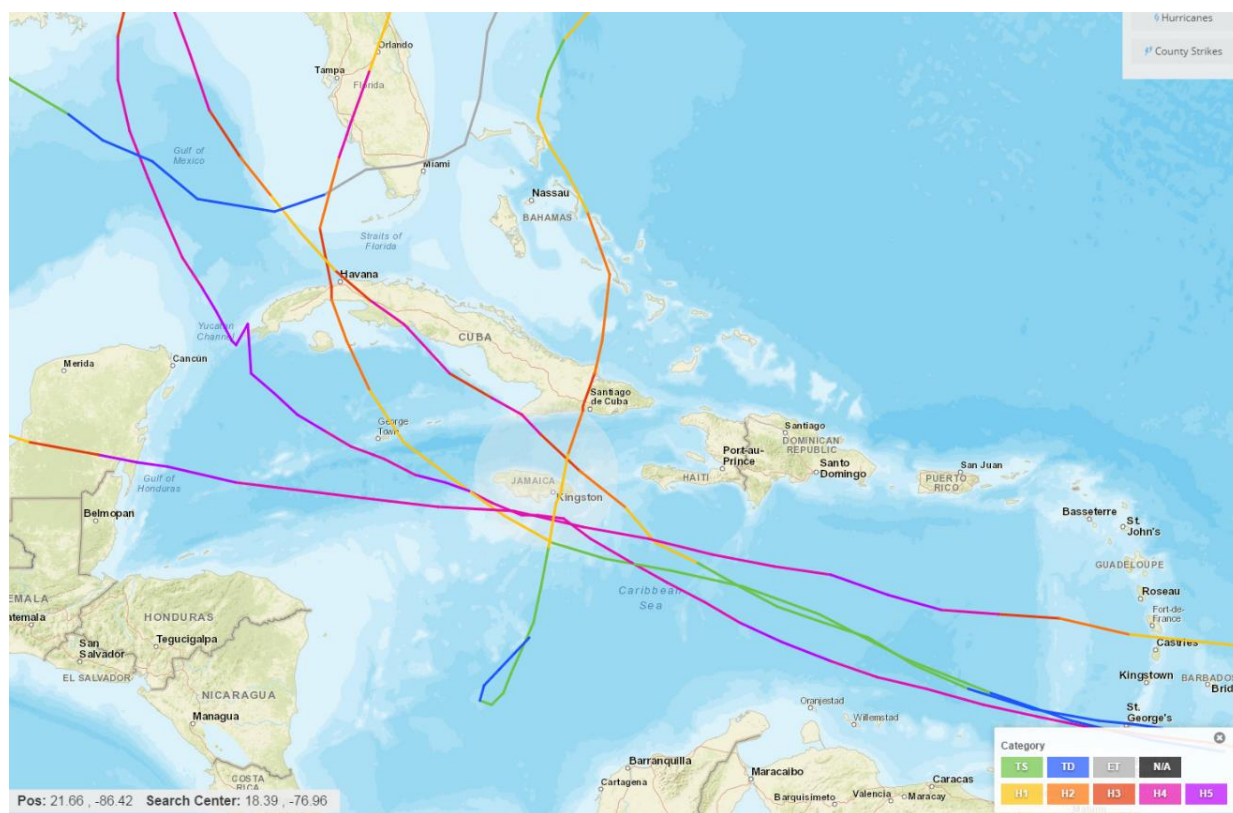 Hurricanes
County Strikes
Orlando
Tampa
Florida
Gulf of
Mexico
Miami
Nassau
BAHAMAS
Straits of
Florida
Havana
Yucatan
Channel
CUBA
Merida
Cancún
Santiago
de Cuba
George
Town
Santiago
DOMINICAN
REPUBLIC
Port-au-
Prince
Santo
Domingo
HAITI
San Juan
PUERTO
RICO
JAMAICA
Kingston
Gulf of
Honduras
Belmopan
Basseterre
St.
John's
GUADELOUPE
Roseau
Fort-de-
France
Castries
Caribbean
Sea
EMALA
atemala
HONDURAS
Tegucigalpa
San
Salvador
EL SALVADOR
Kingstown
BARBADO
Brid
NICARAGUA
Managua
Oranjestad
Willemstad
St.
George's
COSTA
RICA
Barranquilla
Cartagena
Maracaibo
Barquisimeto
Valencia
Maracay
Caracas
Category
TS TD ET N/A
H1 H2 H3 H4 H5
Pos: 21.66 , -86.42 Search Center: 18.39 , -76.96